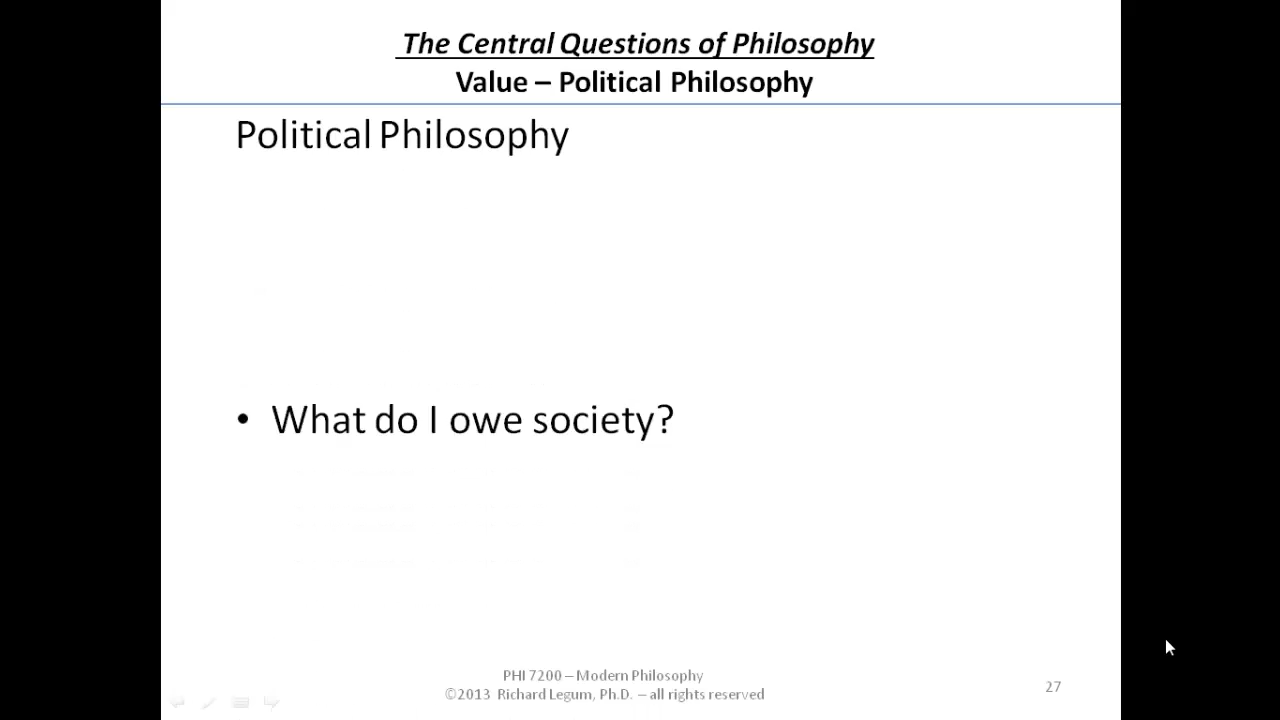 The Central Questions of Philosophy
Value – Political Philosophy
Political Philosophy
• What do I owe society?
PHI 7200 – Modern Philosophy
©2013 Richard Legum, Ph.D. – all rights reserved
27